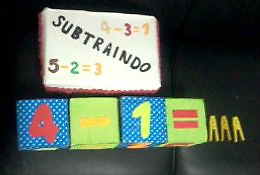 4-3=1
SUBTRAINDO
5-2=3
4 - 1 =